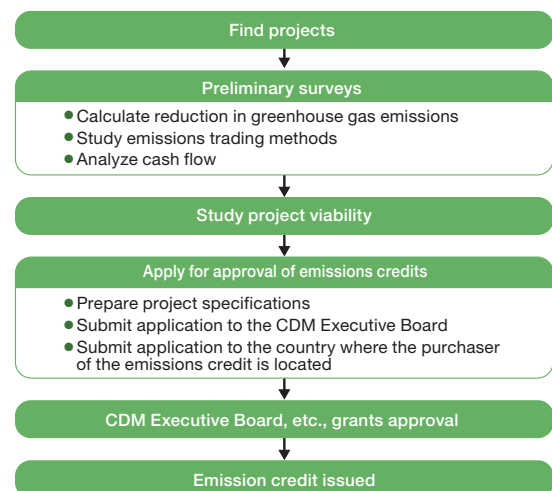 Find projects
Preliminary surveys
● Calculate reduction in greenhouse gas emissions
● Study emissions trading methods
● Analyze cash flow
Study project viability
Apply for approval of emissions credits
● Prepare project specifications
● Submit application to the CDM Executive Board
● Submit application to the country where the purchaser
of the emissions credit is located
CDM Executive Board, etc., grants approval
Emission credit issued